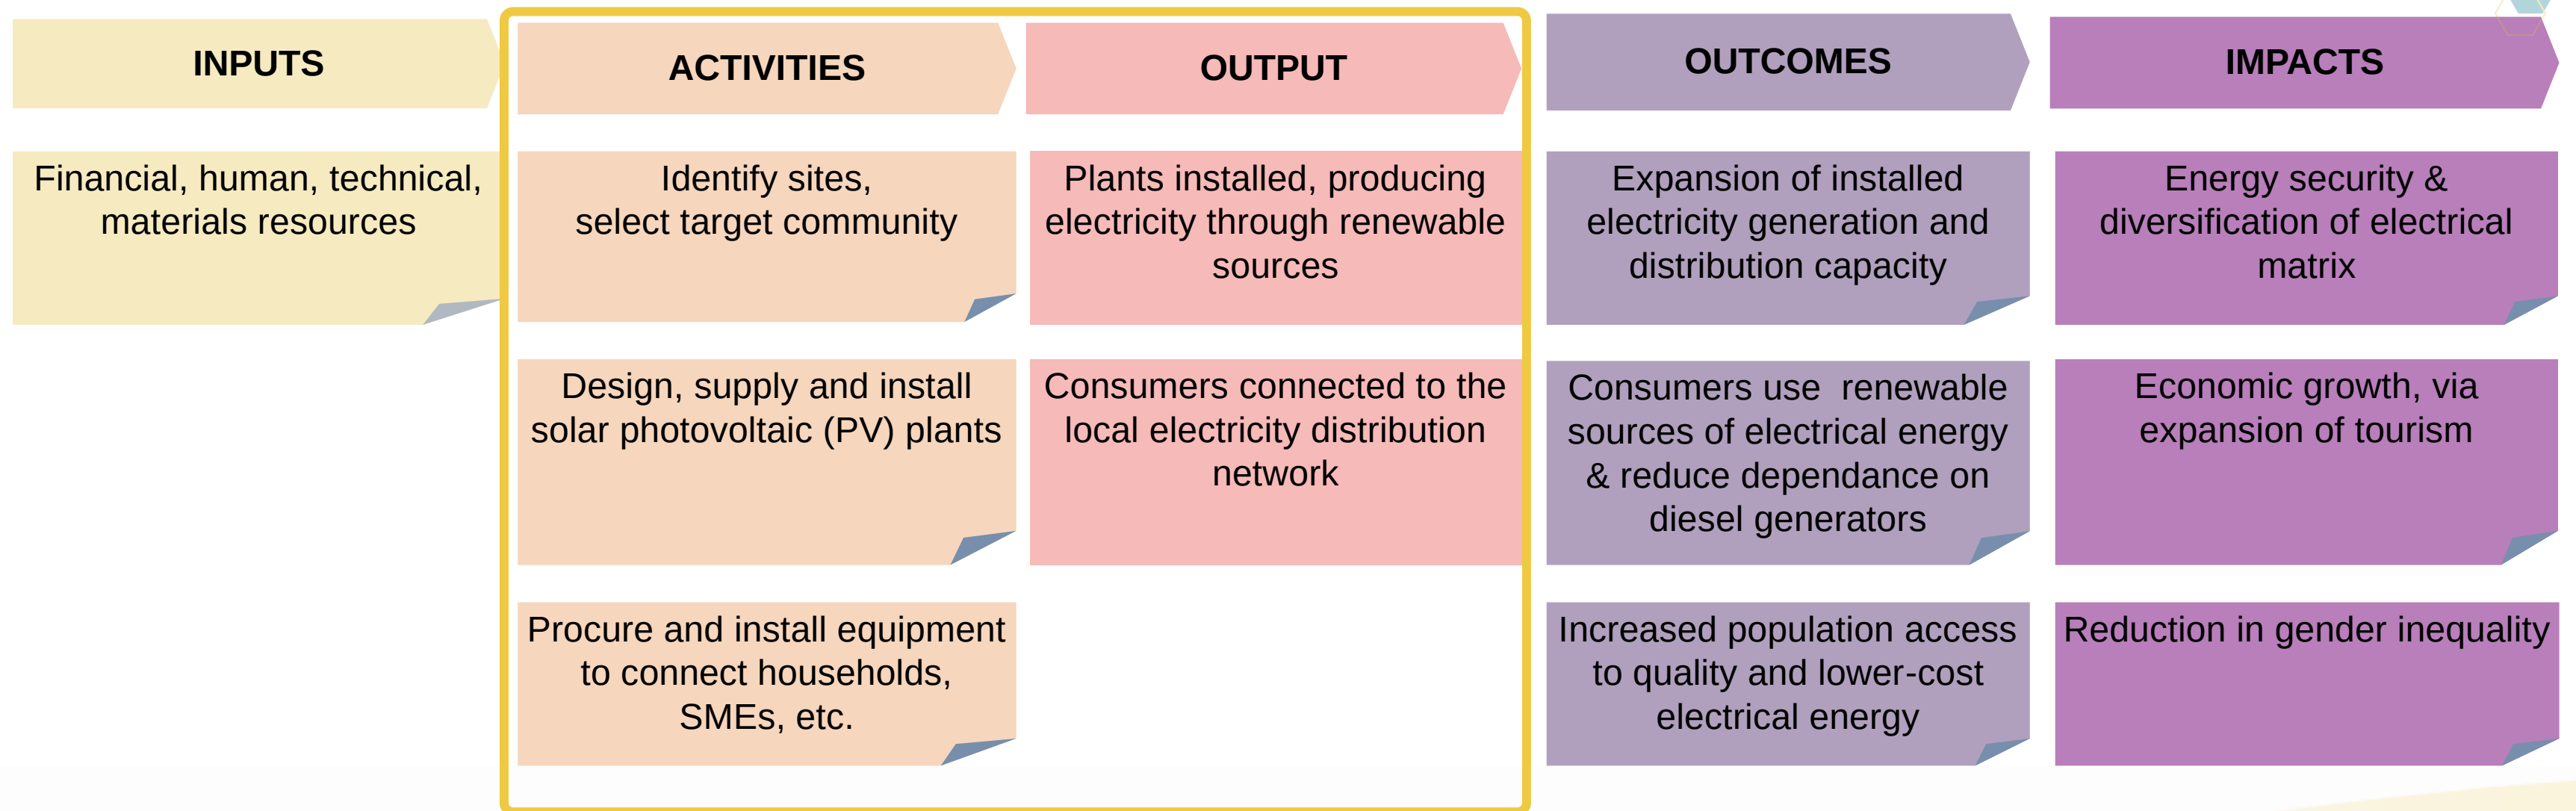 INPUTS
ACTIVITIES
OUTPUT
OUTCOMES
IMPACTS
Financial, human, technical,
materials resources
Identify sites,
select target community
Plants installed, producing
electricity through renewable
sources
Expansion of installed
electricity generation and
distribution capacity
Energy security &
diversification of electrical
matrix
Design, supply and install
solar photovoltaic (PV) plants
Consumers connected to the
local electricity distribution
network
Consumers use  renewable
sources of electrical energy
& reduce dependance on
diesel generators
Economic growth, via
expansion of tourism
Procure and install equipment
to connect households,
SMEs, etc.
Increased population access
to quality and lower-cost
electrical energy
Reduction in gender inequality